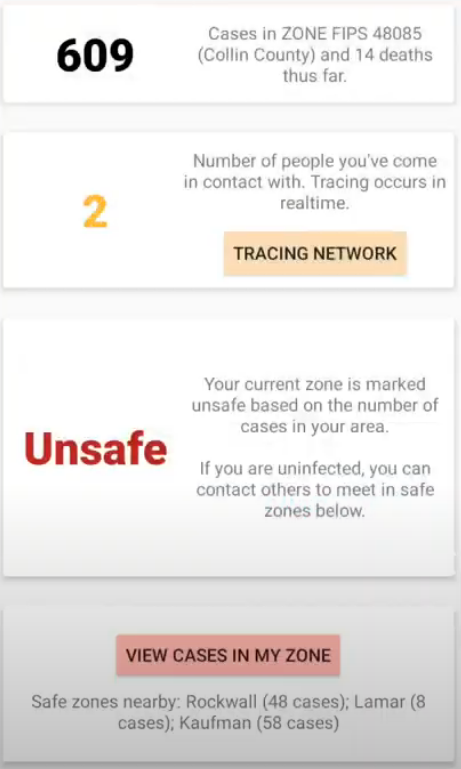 609
Cases in ZONE FIPS 48085
(Collin County) and 14 deaths
thus far.
2
Number of people you've come
in contact with. Tracing occurs in
realtime.
TRACING NETWORK
Unsafe
Your current zone is marked
unsafe based on the number of
cases in your area.
If you are uninfected, you can
contact others to meet in safe
zones below.
VIEW CASES IN MY ZONE
Safe zones nearby: Rockwall (48 cases); Lamar (8
cases); Kaufman (58 cases)